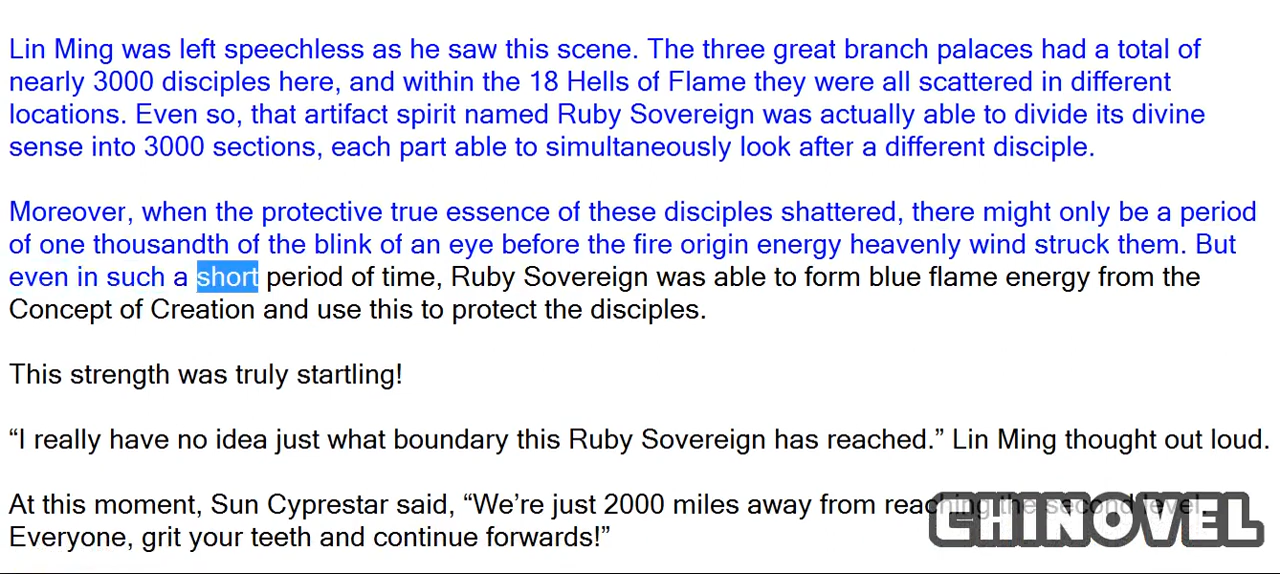 Lin Ming was left speechless as he saw this scene. The three great branch palaces had a total of
nearly 3000 disciples here, and within the 18 Hells of Flame they were all scattered in different
locations. Even so, that artifact spirit named Ruby Sovereign was actually able to divide its divine
sense into 3000 sections, each part able to simultaneously look after a different disciple.
Moreover, when the protective true essence of these disciples shattered, there might only be a period
of one thousandth of the blink of an eye before the fire origin energy heavenly wind struck them. But
even in such a short period of time, Ruby Sovereign was able to form blue flame energy from the
Concept of Creation and use this to protect the disciples.
This strength was truly startling!
“I really have no idea just what boundary this Ruby Sovereign has reached.” Lin Ming thought out loud.
At this moment, Sun Cyprestar said, “We’re just 2000 miles away from reaching the second level.
Everyone, grit your teeth and continue forwards!”
CHINOVEL